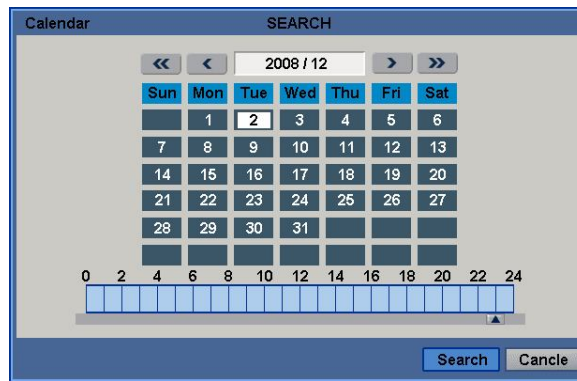 Calendar SEARCH
2008 / 12
Sun Mon Tue Wed Thu Fri Sat
1 2 3 4 5 6
7 8 9 10 11 12 13
14 15 16 17 18 19 20
21 22 23 24 25 26 27
28 29 30 31
0 2 4 6 8 10 12 14 16 18 20 22 24
Search Cancle